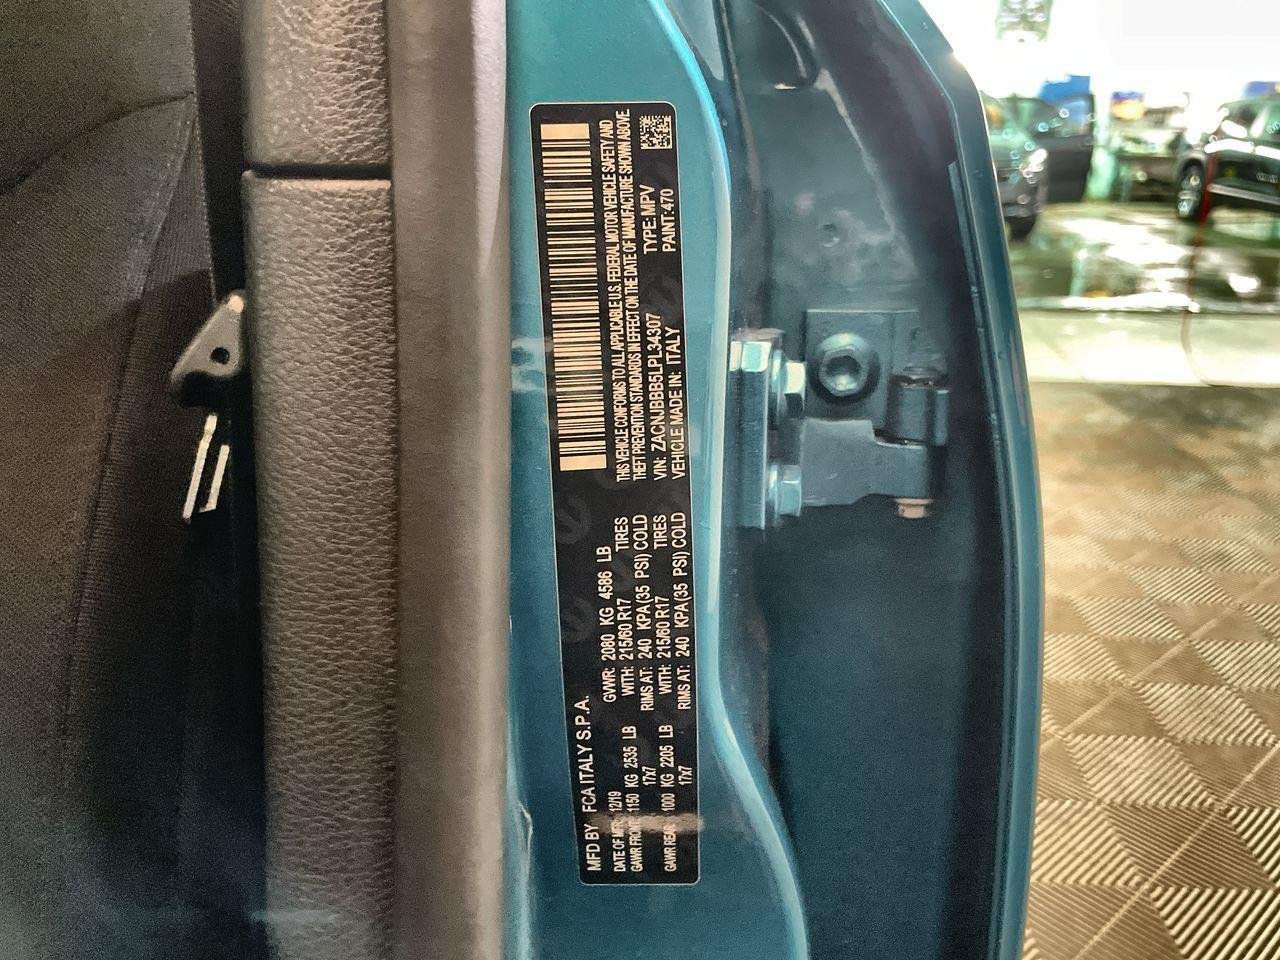 MFD BY FCA ITALY S.P.A.
DATE OF MFR: 12/19 GVWR: 2080 KG 4586 LB
GAWR FRONT: 1150 KG 2535 LB WITH: 215/60 R17 TIRES
17x7 RIMS AT: 240 KPA(35 PSI) COLD
GAWR REAR: 1000 KG 2205 LB WITH: 215/60 R17 TIRES
17x7 RIMS AT: 240 KPA(35 PSI) COLD
THIS VEHICLE CONFORMS TO ALL APPLICABLE U.S. FEDERAL MOTOR VEHICLE SAFETY AND
THEFT PREVENTION STANDARDS IN EFFECT ON THE DATE OF MANUFACTURE SHOWN ABOVE.
VIN: ZACNJBBB5LPL34307 TYPE: MPV
VEHICLE MADE IN: ITALY PAINT: 470